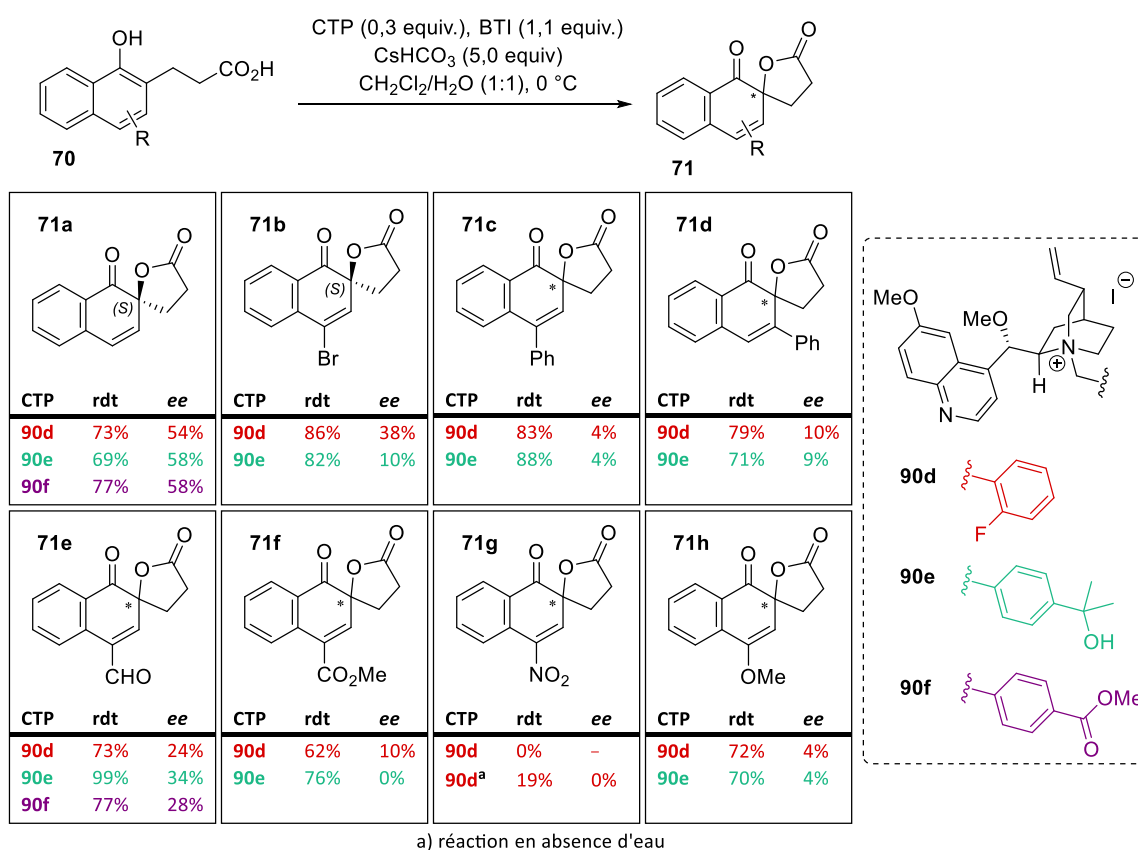 OH
CO2H
R
70
CTP (0,3 equiv.), BTI (1,1 equiv.)
CsHCO3 (5,0 equiv)
CH2Cl2/H2O (1:1), 0 °C
O
O
O
*
R
71
71a
O
O
O
(S)
CTP rdt ee
90d 73% 54%
90e 69% 58%
90f 77% 58%
71b
O
O
O
(S)
Br
CTP rdt ee
90d 86% 38%
90e 82% 10%
71c
O
O
O
*
Ph
CTP rdt ee
90d 83% 4%
90e 88% 4%
71d
O
O
O
*
Ph
CTP rdt ee
90d 79% 10%
90e 71% 9%
71e
O
O
O
*
CHO
CTP rdt ee
90d 73% 24%
90e 99% 34%
90f 77% 28%
71f
O
O
O
*
CO2Me
CTP rdt ee
90d 62% 10%
90e 76% 0%
71g
O
O
O
*
NO2
CTP rdt ee
90d 0% –
90da 19% 0%
71h
O
O
O
*
OMe
CTP rdt ee
90d 72% 4%
90e 70% 4%
MeO
MeO
N
H
N
+
I–
90d
F
90e
OH
90f
OMe
O
a) réaction en absence d'eau